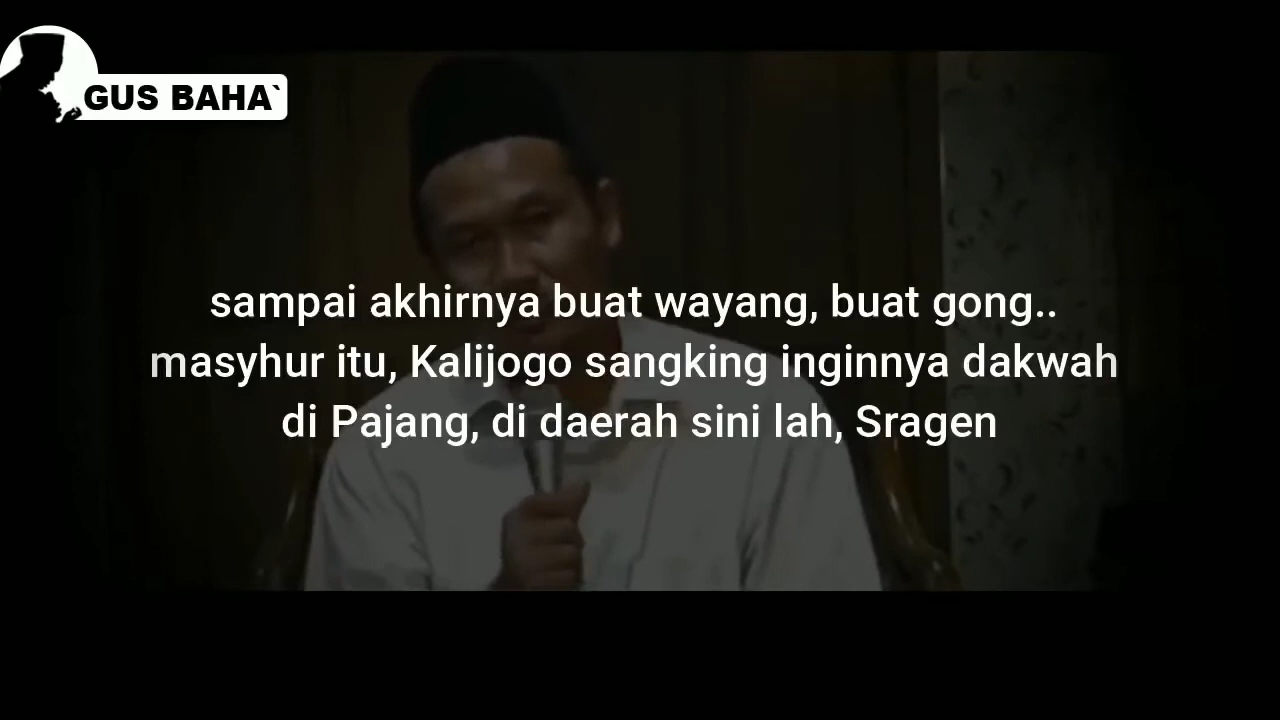 GUS BAHA`
sampai akhirnya buat wayang, buat gong..
masyhur itu, Kalijogo sangking inginnya dakwah
di Pajang, di daerah sini lah, Sragen